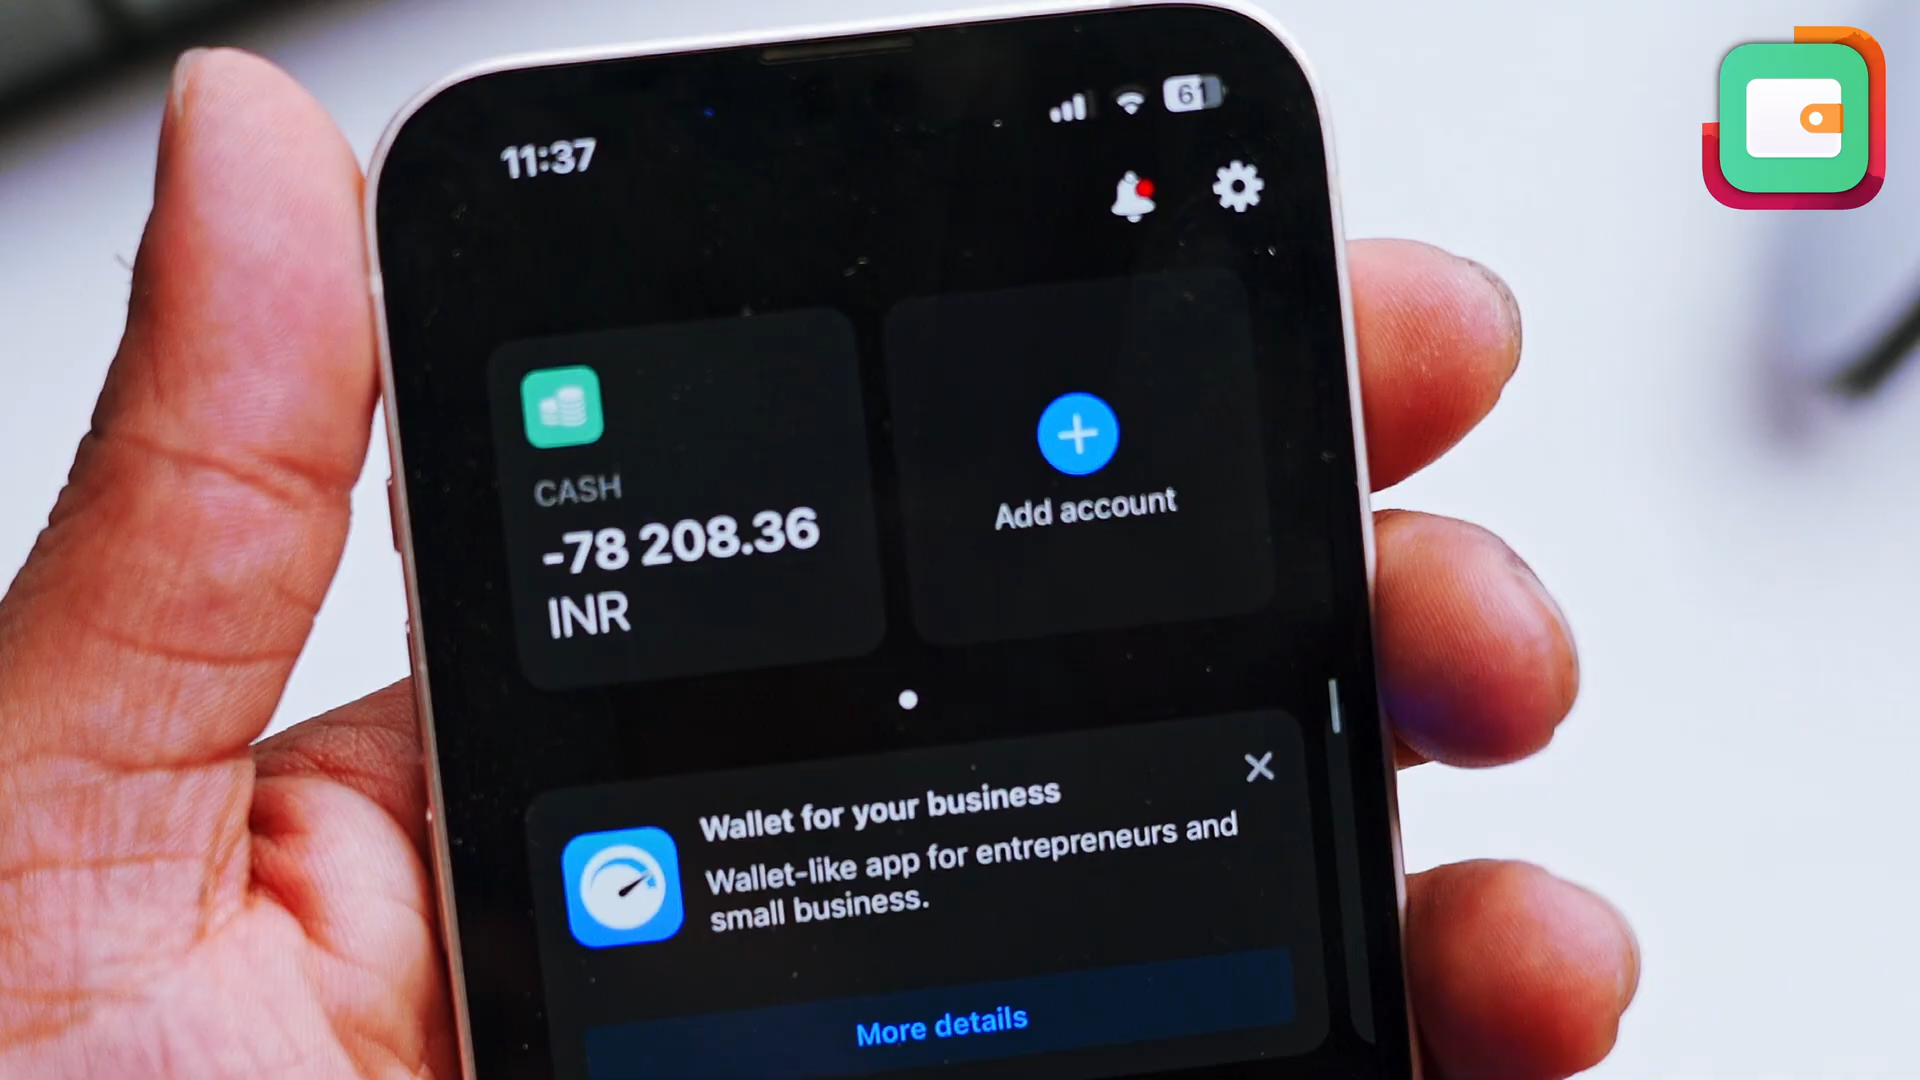 11:37
61
CASH
-78 208.36
INR
Add account
Wallet for your business
Wallet-like app for entrepreneurs and
small business.
More details